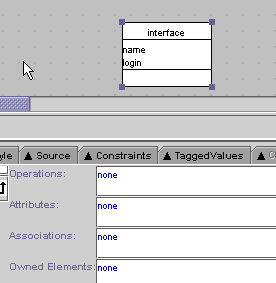 interface
name
login
yle ▲ Source ▲ Constraints ▲ TaggedValues ▲
Operations: none
Attributes: none
Associations: none
Owned Elements: none